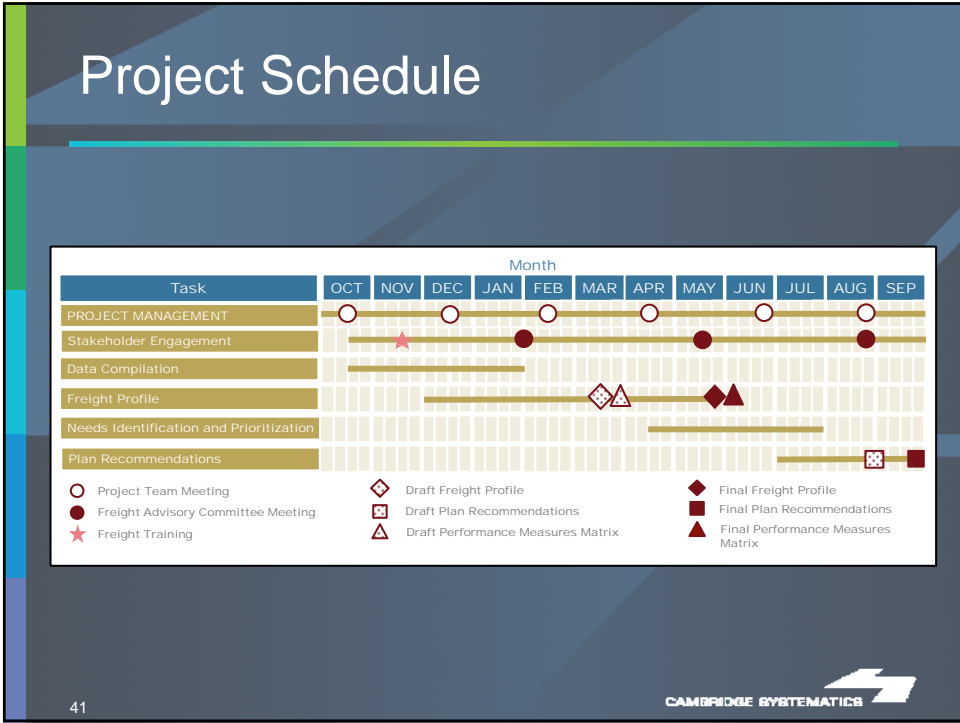 Project Schedule
Month
Task OCT NOV DEC JAN FEB MAR APR MAY JUN JUL AUG SEP
PROJECT MANAGEMENT
Stakeholder Engagement
Data Compilation
Freight Profile
Needs Identification and Prioritization
Plan Recommendations
Project Team Meeting
Freight Advisory Committee Meeting
Freight Training
Draft Freight Profile
Draft Plan Recommendations
Draft Performance Measures Matrix
Final Freight Profile
Final Plan Recommendations
Final Performance Measures
Matrix
41
CAMBRIDGE SYSTEMATICS